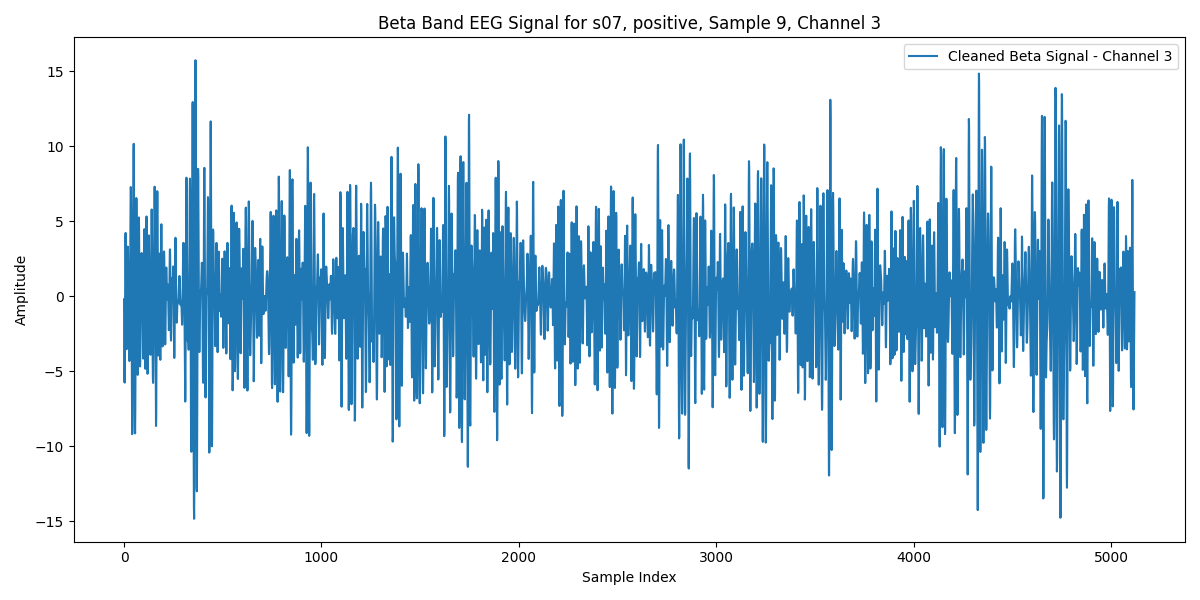 Beta Band EEG Signal for s07, positive, Sample 9, Channel 3
Cleaned Beta Signal - Channel 3
Amplitude
15
10
5
0
−5
−10
−15
0 1000 2000 3000 4000 5000
Sample Index